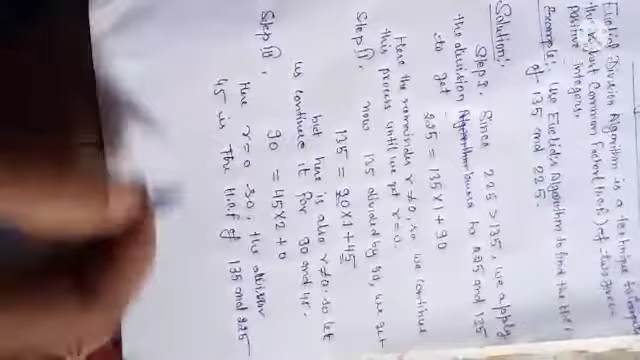 Euclid Division Algorithm is a technique to compute
the Highest Common Factor (H.C.F) of two given
positive integers.
Example: Use Euclid's Algorithm to find the HCF
of 135 and 225.
Solution:
Step I. Since 225 > 135, we apply
the division to 225 and 135
to get
225 = 135×1+90
Here the remainder r≠0, so we continue
this process until we get r=0.
Step II. now 135 divided by 90, we get
135 = 90×1+45
but here is also r≠0. so let
us continue it for 90 and 45.
Step III. 90 = 45×2+0
Here r=0 so, the divisor
45 is the HCF of 135 and 225